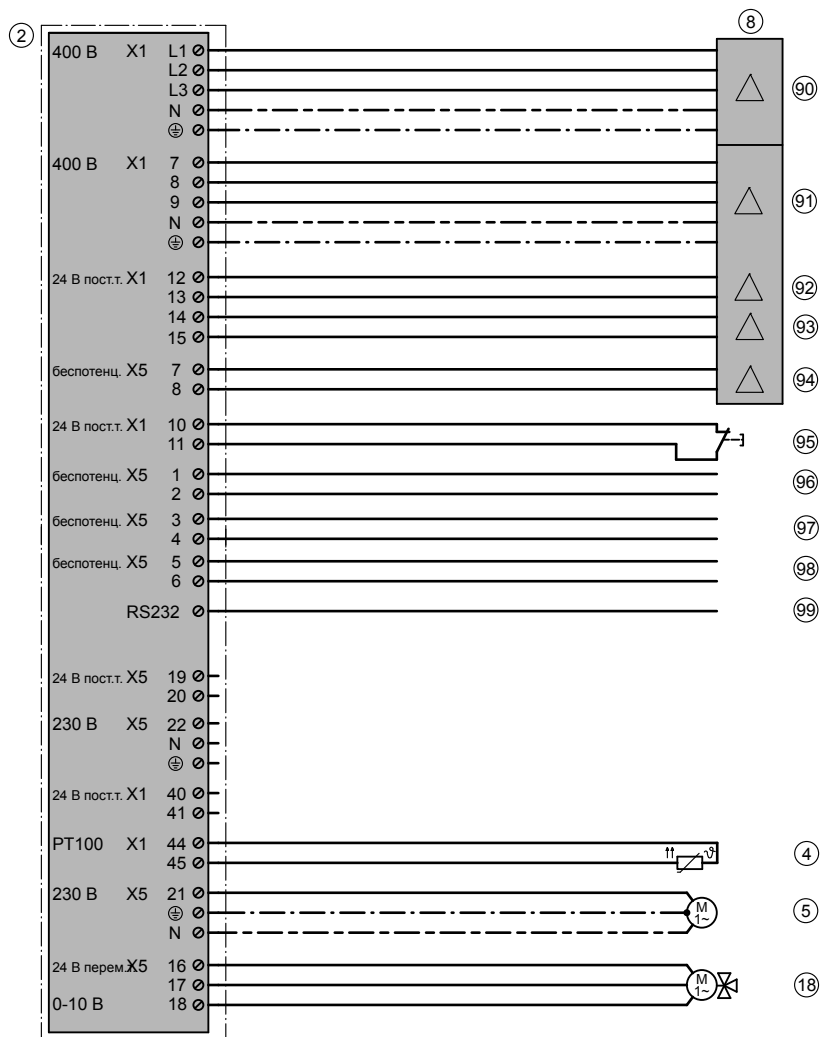 2
8
400 В X1 L1
L2
L3
N
90
400 В X1 7
8
9
N
91
24 В пост.т. X1 12
13
92
14
15
93
беспотенц. X5 7
8
94
24 В пост.т. X1 10
11
95
беспотенц. X5 1
2
96
беспотенц. X5 3
4
97
беспотенц. X5 5
6
98
RS232
99
24 В пост.т. X5 19
20
230 В X5 22
N
24 В пост.т. X1 40
41
PT100 X1 44
45
ϑ
4
230 В X5 21
N
M
1~
5
24 В перем. X5 16
17
0-10 В 18
M
1~
18